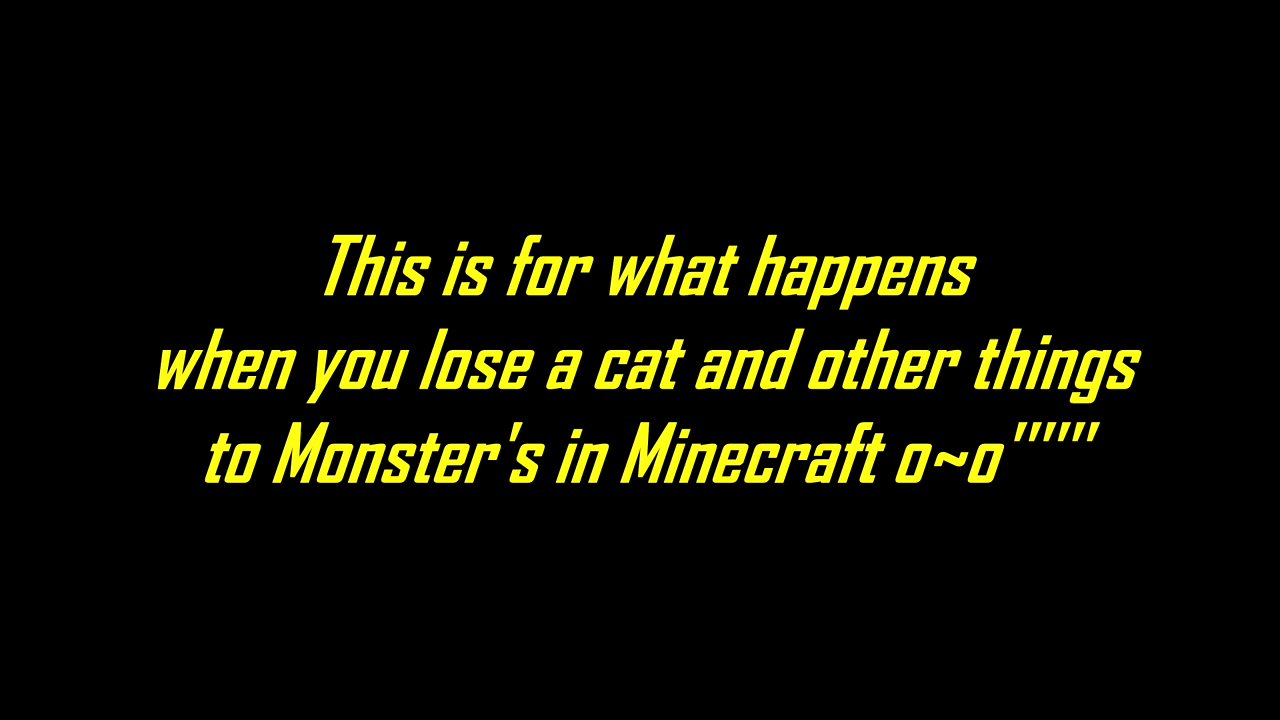 This is for what happens
when you lose a cat and other things
to Monster's in Minecraft o~o'''''